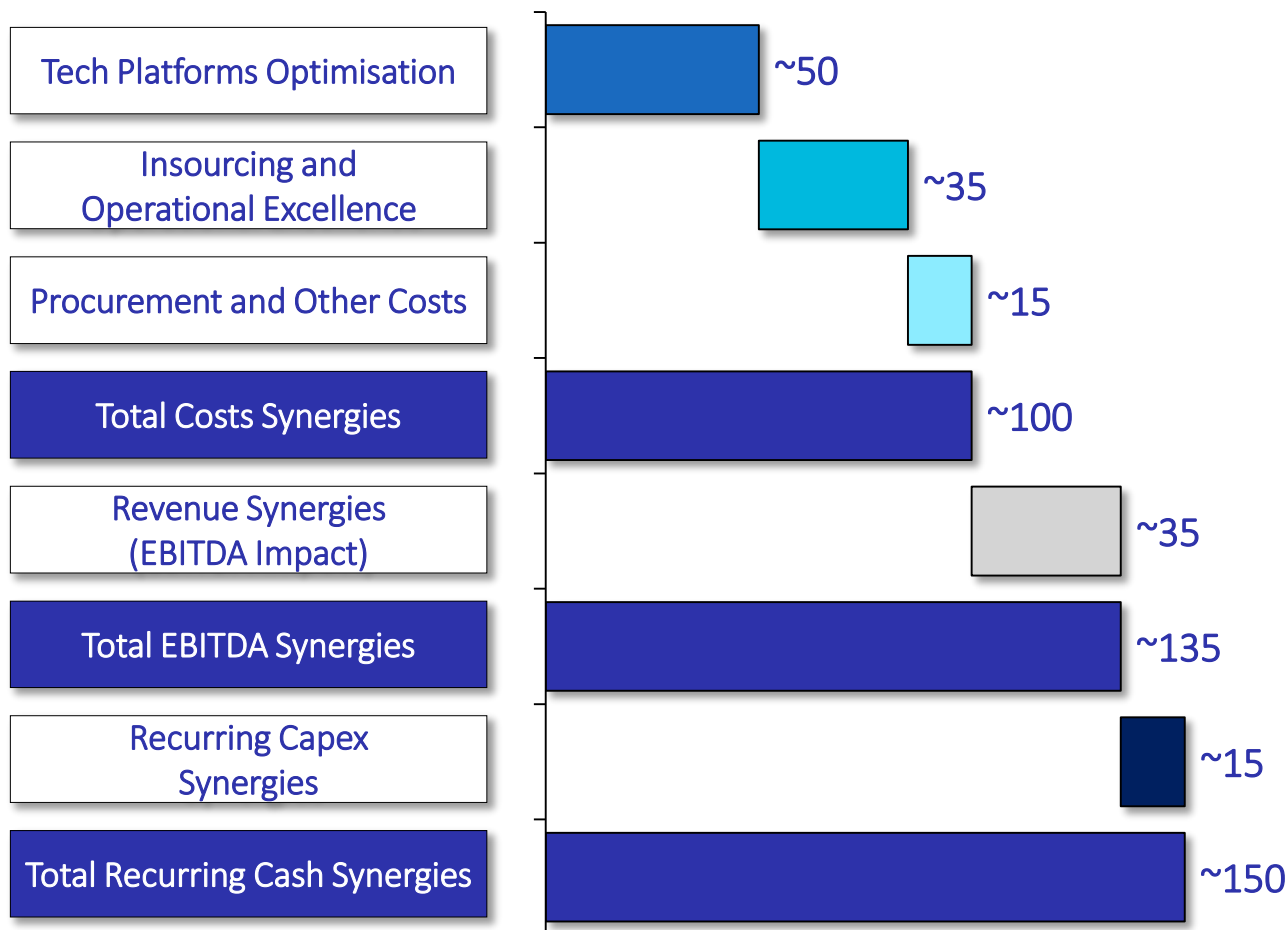 Tech Platforms Optimisation
~50
Insourcing and
Operational Excellence
~35
Procurement and Other Costs
~15
Total Costs Synergies
~100
Revenue Synergies
(EBITDA Impact)
~35
Total EBITDA Synergies
~135
Recurring Capex
Synergies
~15
Total Recurring Cash Synergies
~150